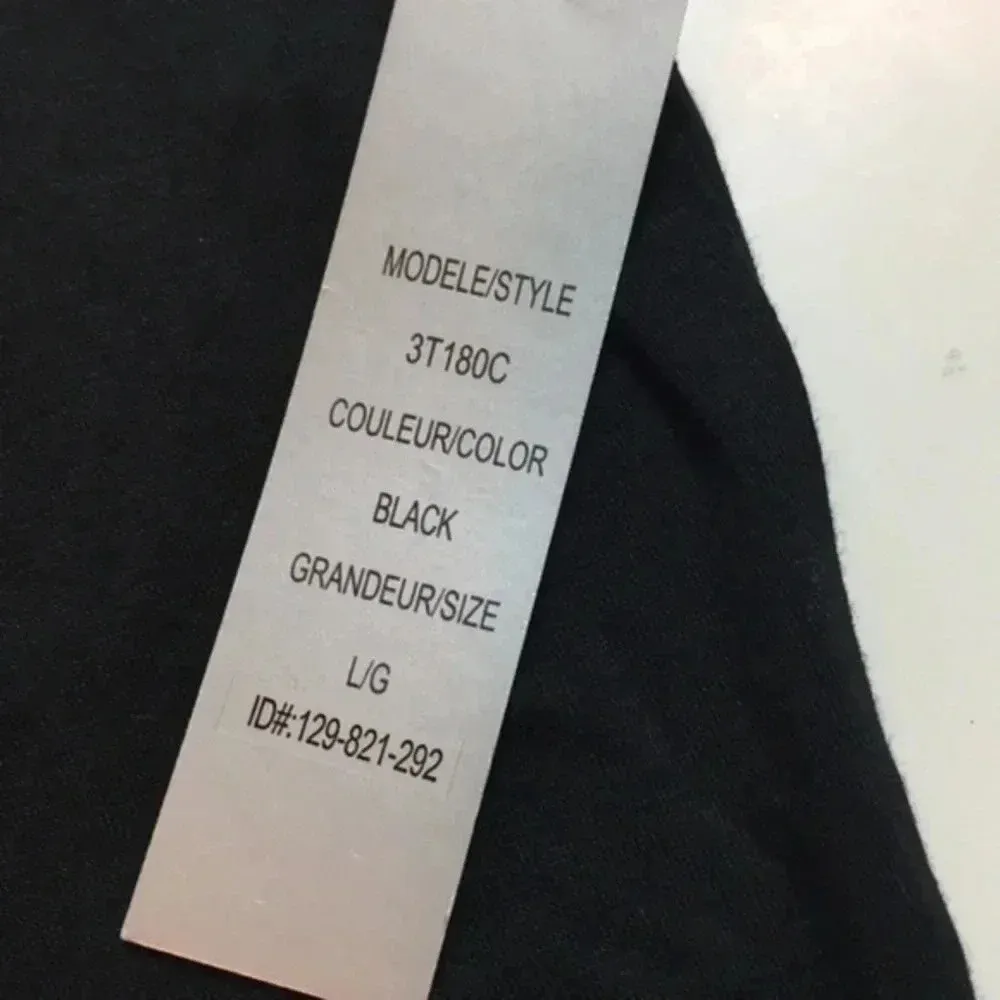 MODELE/STYLE
3T180C
COULEUR/COLOR
BLACK
GRANDEUR/SIZE
L/G
ID#:129-821-292